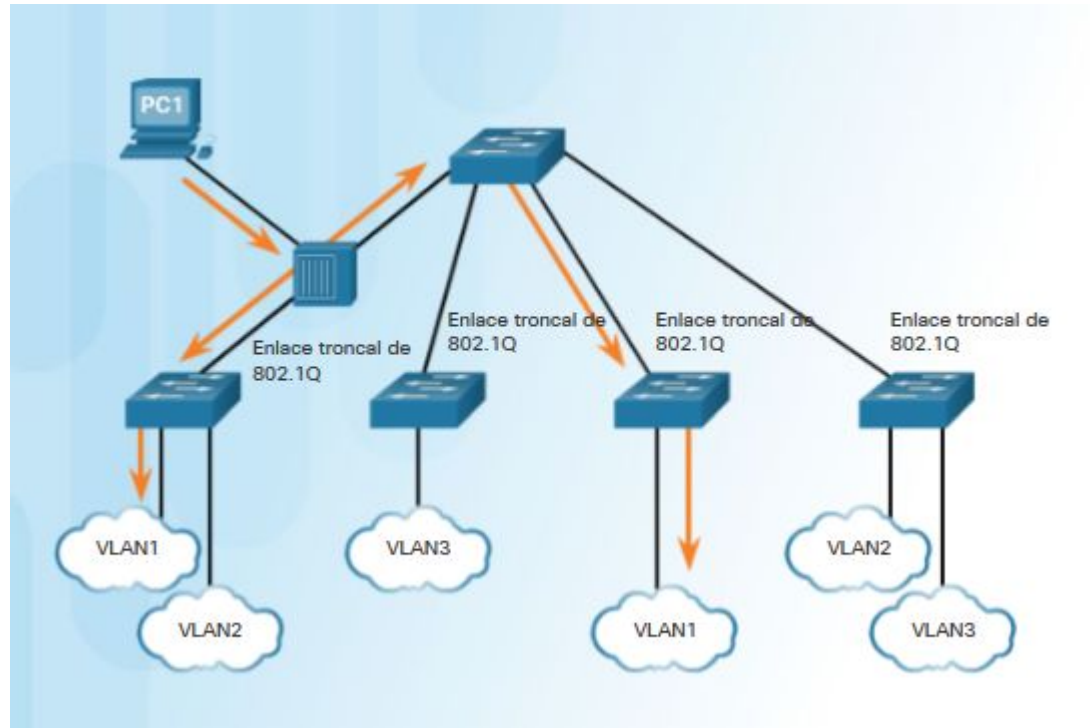 PC1
Enlace troncal de
802.1Q
Enlace troncal de
802.1Q
Enlace troncal de
802.1Q
Enlace troncal de
802.1Q
VLAN1
VLAN2
VLAN3
VLAN1
VLAN2
VLAN3